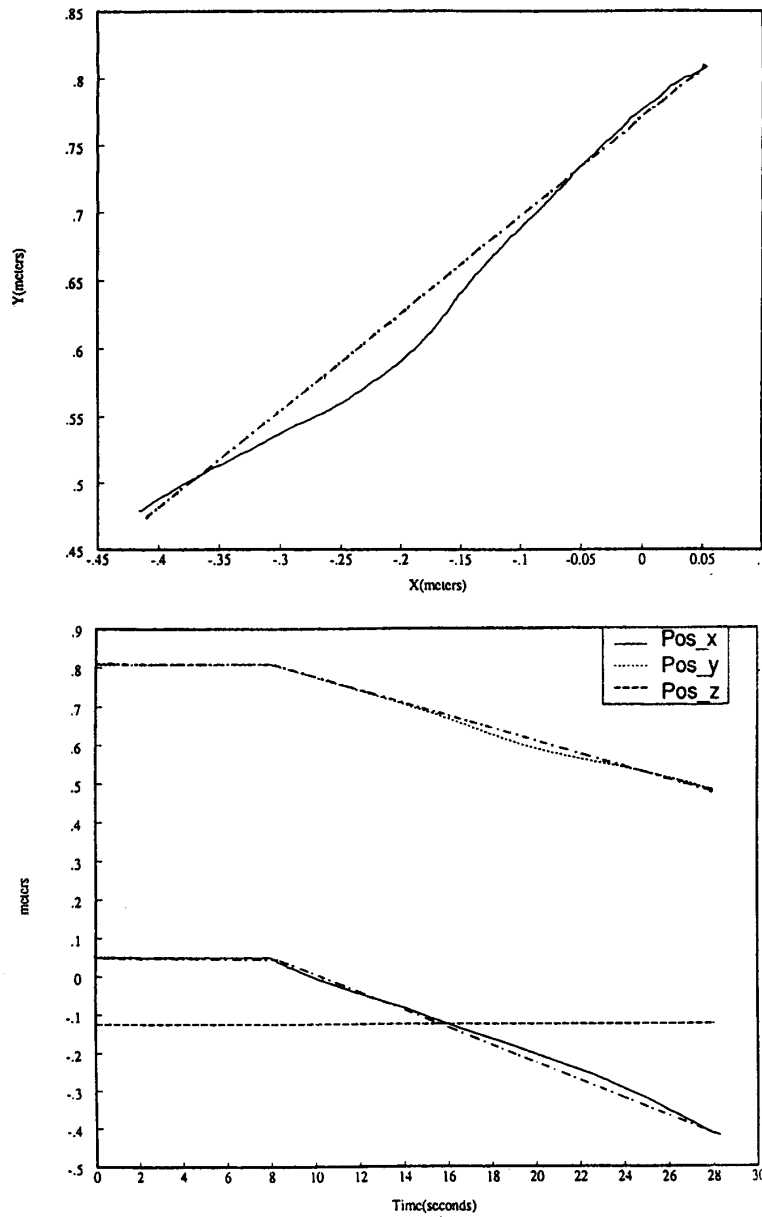 .85
.8
.75
.7
.65
.6
.55
.5
.45
-.45 -.4 -.35 -.3 -.25 -.2 -.15 -.1 -0.05 0 0.05
Y(meters)
X(meters)
.9
.8
.7
.6
.5
.4
.3
.2
.1
0
-.1
-.2
-.3
-.4
-.5
0 2 4 6 8 10 12 14 16 18 20 22 24 26 28 30
meters
Time(seconds)
Pos_x
Pos_y
Pos_z